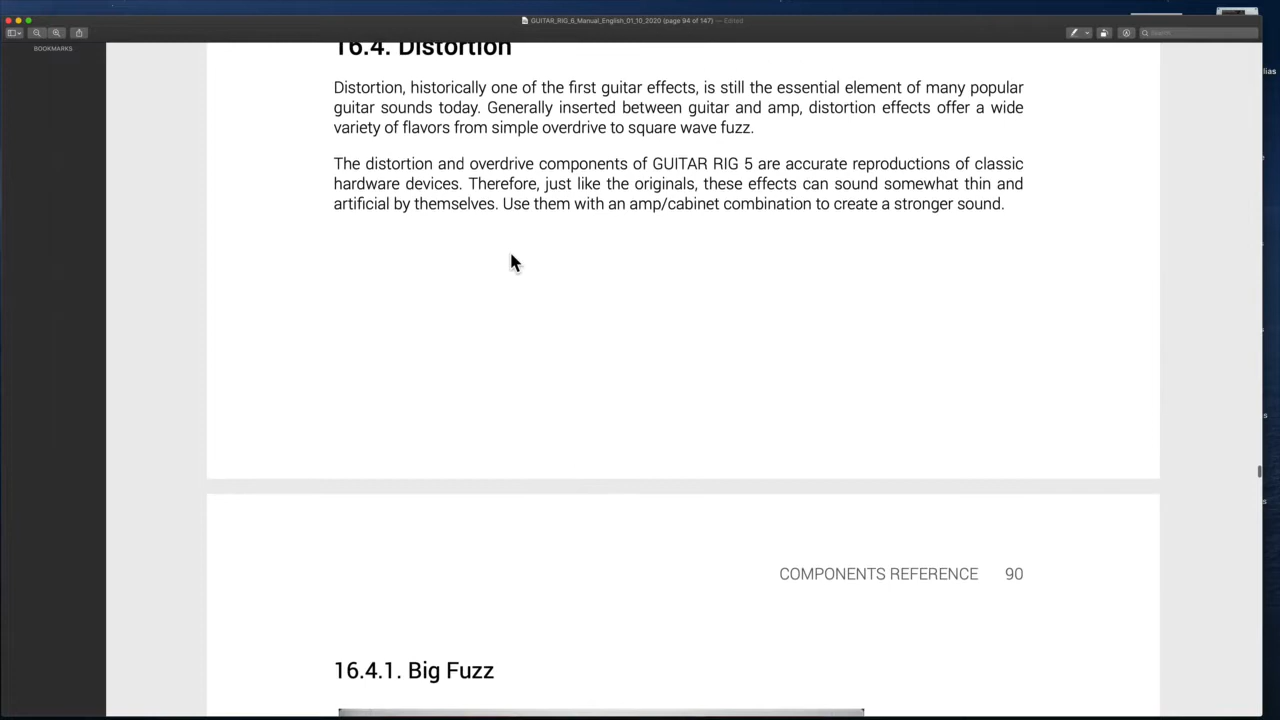 GUITAR_RIG_6_Manual_English_01_10_2020 (page 94 of 147) — Edited
Search
BOOKMARKS
16.4. Distortion
Distortion, historically one of the first guitar effects, is still the essential element of many popular
guitar sounds today. Generally inserted between guitar and amp, distortion effects offer a wide
variety of flavors from simple overdrive to square wave fuzz.
The distortion and overdrive components of GUITAR RIG 5 are accurate reproductions of classic
hardware devices. Therefore, just like the originals, these effects can sound somewhat thin and
artificial by themselves. Use them with an amp/cabinet combination to create a stronger sound.
COMPONENTS REFERENCE 90
16.4.1. Big Fuzz